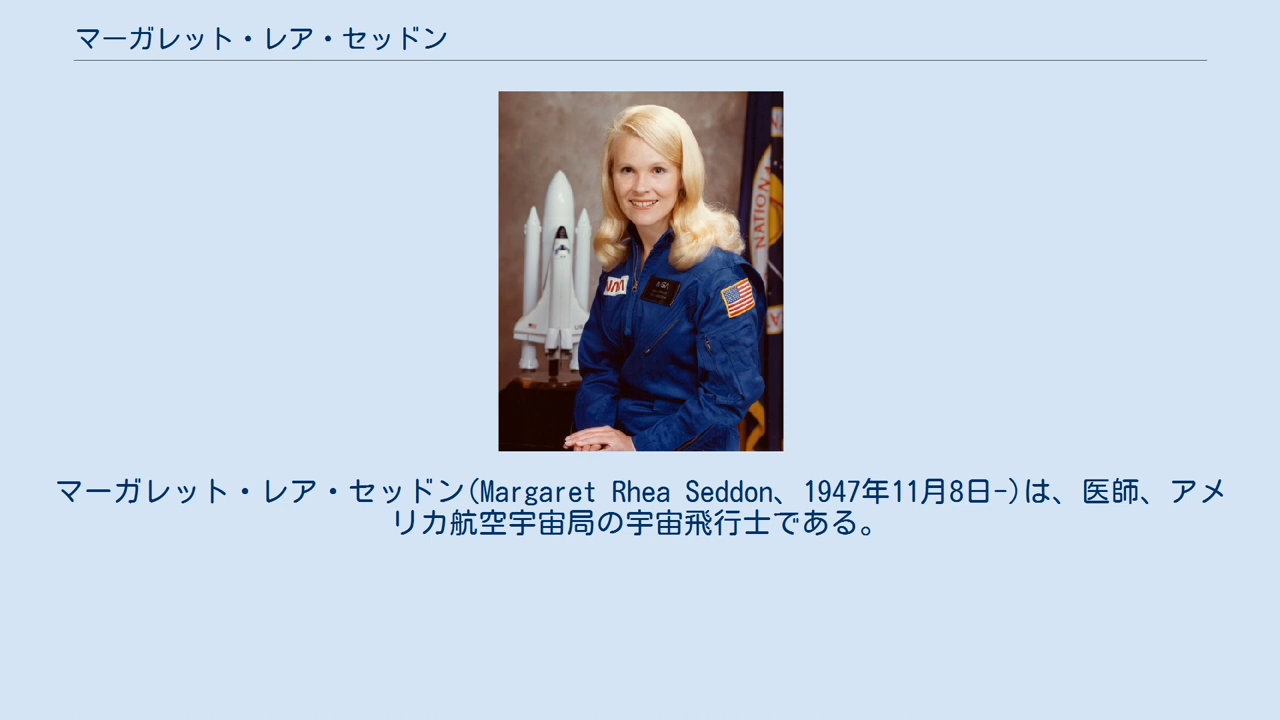 マーガレット・レア・セッドン
NATIONA
マーガレット・レア・セッドン(Margaret Rhea Seddon、1947年11月8日-)は、医師、アメ
リカ航空宇宙局の宇宙飛行士である。